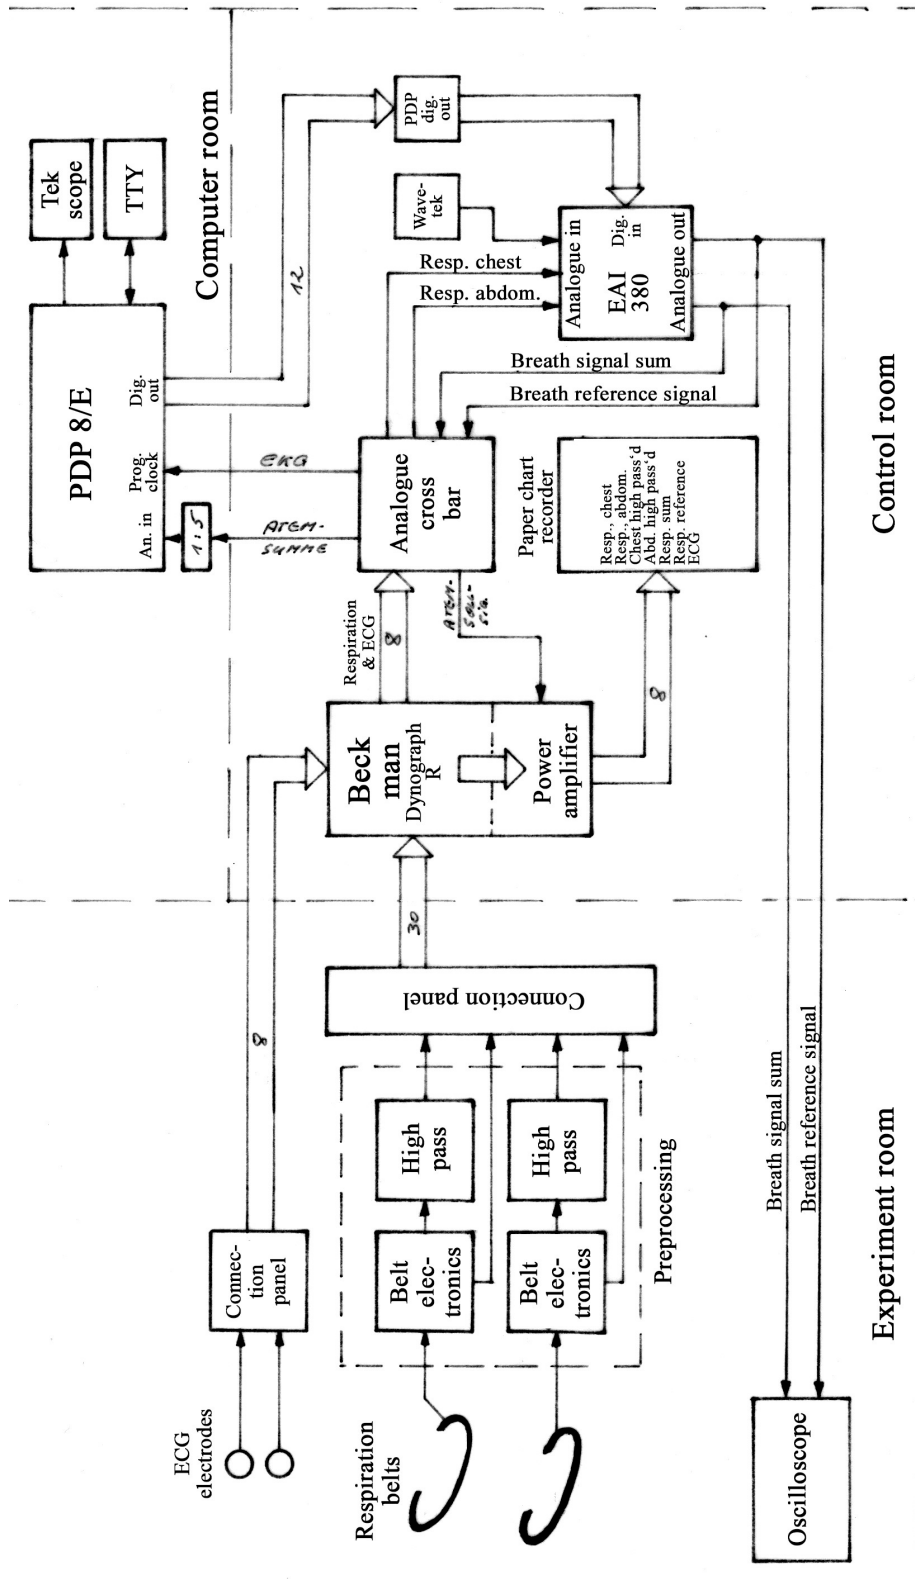 ECG
electrodes
Connec-
tion
panel
8
Respiration
belts
Belt
elec-
tronics
High
pass
Belt
elec-
tronics
High
pass
Preprocessing
Connection panel
30
Oscilloscope
Breath signal sum
Breath reference signal
Experiment room
Beck
man
Dynograph
R
Power
amplifier
Respiration
& ECG
8
8
ATEM-
SOLL-
SIG.
Analogue
cross
bar
Paper chart
recorder
Resp., chest
Resp., abdom.
Chest high pass'd
Abd. high pass'd
Resp. sum
Resp. reference
ECG
ATEM-
SUMME
EKG
1:5
An. in
Prog.
clock
Dig.
out
PDP 8/E
Tek
scope
TTY
Computer room
12
PDP
dig.
out
Wave-
tek
Resp. chest
Resp. abdom.
Breath signal sum
Breath reference signal
Analogue in
Dig.
in
EAI
380
Analogue out
Control room